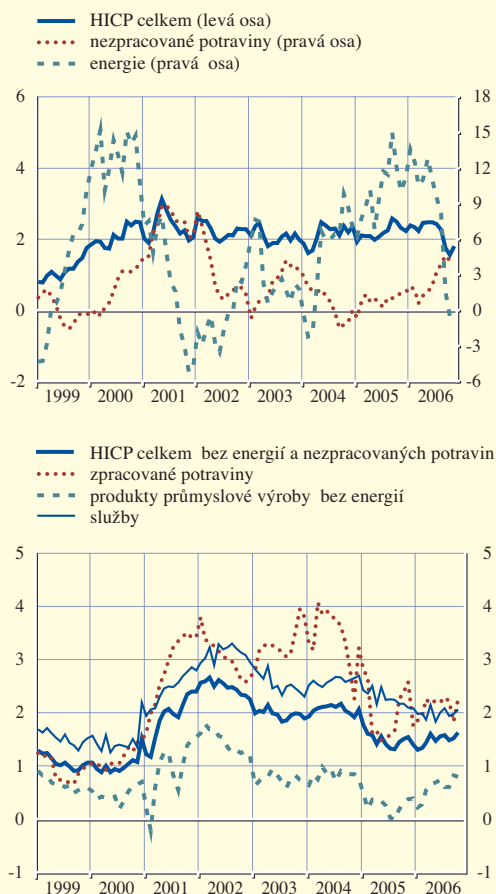 HICP celkem (levá osa)
nezpracované potraviny (pravá osa)
energie (pravá osa)
6 18
15
4 12
9
2 6
3
0 0
-3
-2 -6
1999 2000 2001 2002 2003 2004 2005 2006
HICP celkem bez energií a nezpracovaných potravin
zpracované potraviny
produkty průmyslové výroby bez energií
služby
5 5
4 4
3 3
2 2
1 1
0 0
-1 -1
1999 2000 2001 2002 2003 2004 2005 2006